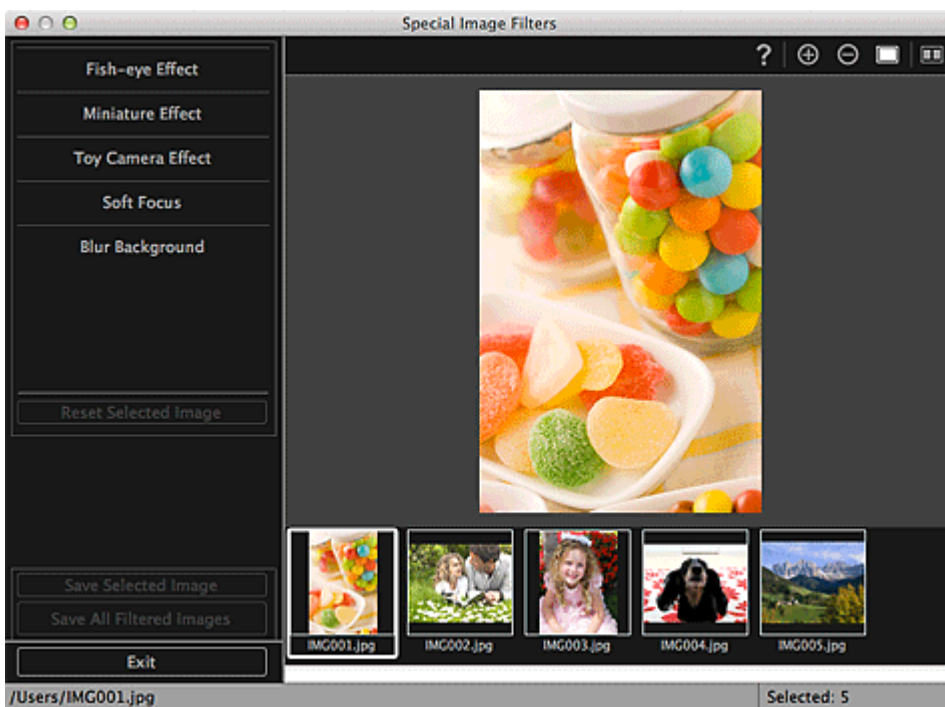 Special Image Filters
?
Fish-eye Effect
Miniature Effect
Toy Camera Effect
Soft Focus
Blur Background
Reset Selected Image
Save Selected Image
Save All Filtered Images
Exit
IMG001.jpg
IMG002.jpg
IMG003.jpg
IMG004.jpg
IMG005.jpg
/Users/IMG001.jpg
Selected: 5